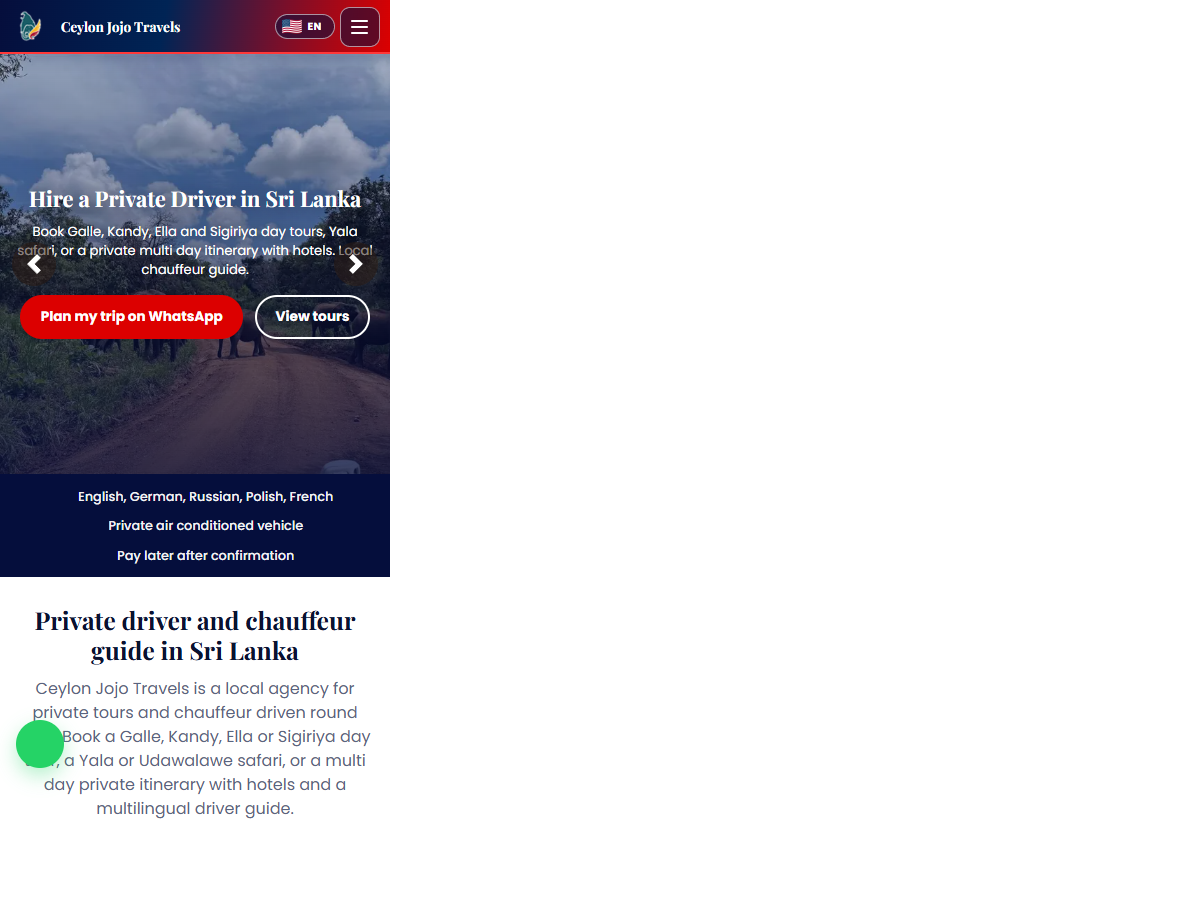 Ceylon Jojo Travels
EN
Hire a Private Driver in Sri Lanka
Book Galle, Kandy, Ella and Sigiriya day tours, Yala
safari, or a private multi day itinerary with hotels. Local
chauffeur guide.
Plan my trip on WhatsApp
View tours
English, German, Russian, Polish, French
Private air conditioned vehicle
Pay later after confirmation
Private driver and chauffeur
guide in Sri Lanka
Ceylon Jojo Travels is a local agency for
private tours and chauffeur driven round
Book a Galle, Kandy, Ella or Sigiriya day
a Yala or Udawalawe safari, or a multi
day private itinerary with hotels and a
multilingual driver guide.